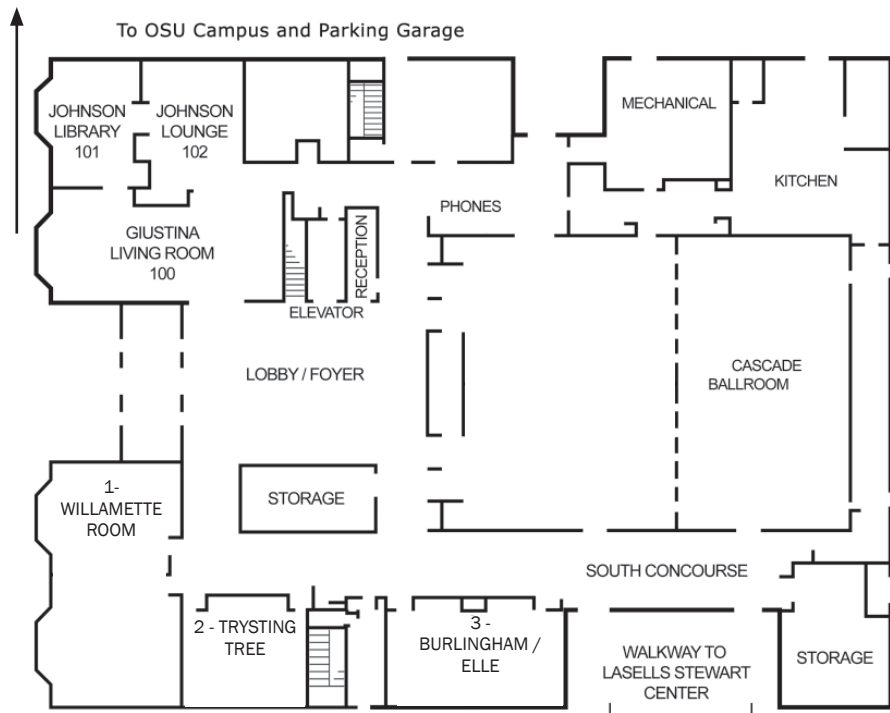 To OSU Campus and Parking Garage
JOHNSON
LIBRARY
101
JOHNSON
LOUNGE
102
MECHANICAL
KITCHEN
PHONES
GIUSTINA
LIVING ROOM
100
RECEPTION
ELEVATOR
LOBBY / FOYER
CASCADE
BALLROOM
1-
WILLAMETTE
ROOM
STORAGE
SOUTH CONCOURSE
2 - TRYSTING
TREE
3 -
BURLINGHAM /
ELLE
WALKWAY TO
LASELLS STEWART
CENTER
STORAGE